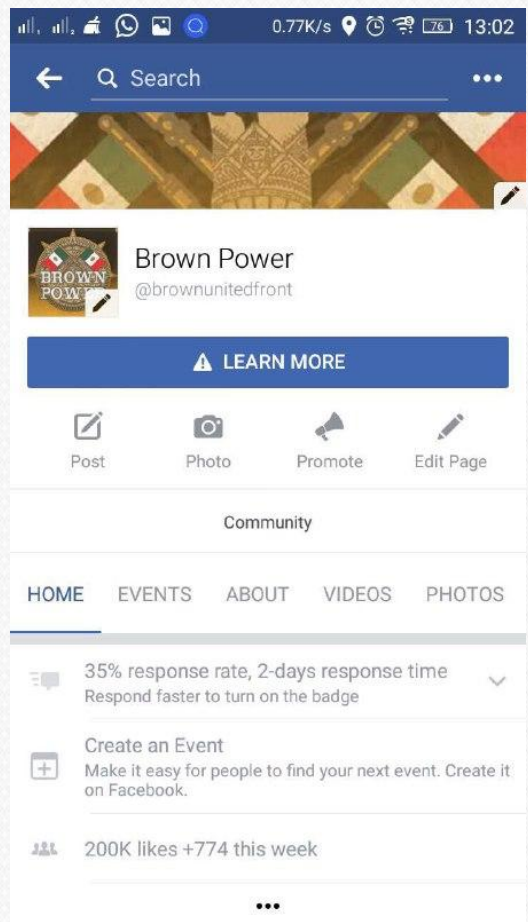 0.77K/s 76 13:02
Search
BROWN
POWER
Brown Power
@brownunitedfront
LEARN MORE
Post Photo Promote Edit Page
Community
HOME EVENTS ABOUT VIDEOS PHOTOS
35% response rate, 2-days response time
Respond faster to turn on the badge
Create an Event
Make it easy for people to find your next event. Create it
on Facebook.
200K likes +774 this week